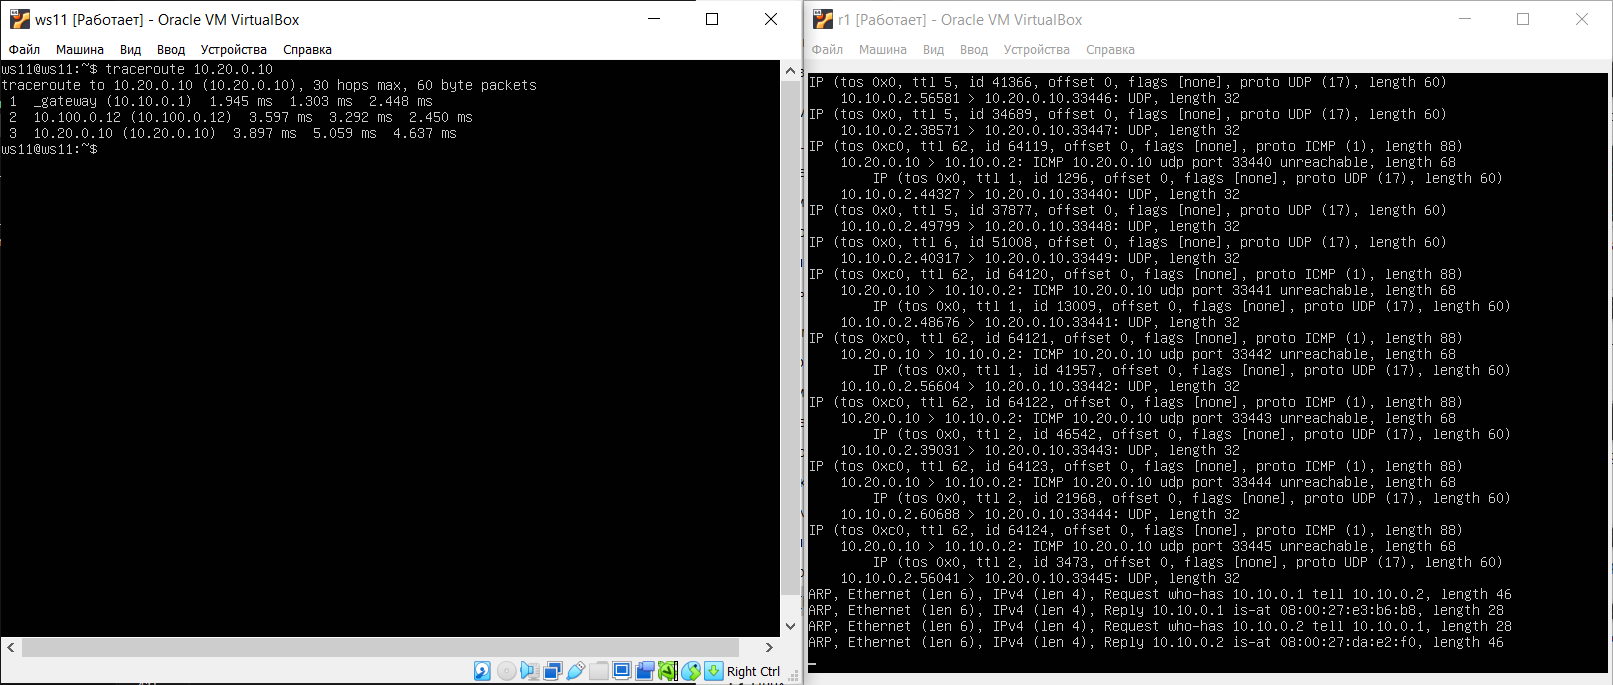 ws11 [Работает] - Oracle VM VirtualBox
Файл Машина Вид Ввод Устройства Справка
ws11@ws11:~$ traceroute 10.20.0.10
traceroute to 10.20.0.10 (10.20.0.10), 30 hops max, 60 byte packets
1 _gateway (10.10.0.1) 1.945 ms 1.303 ms 2.448 ms
2 10.100.0.12 (10.100.0.12) 3.597 ms 3.292 ms 2.450 ms
3 10.20.0.10 (10.20.0.10) 3.897 ms 5.059 ms 4.637 ms
ws11@ws11:~$
Right Ctrl
r1 [Работает] - Oracle VM VirtualBox
Файл Машина Вид Ввод Устройства Справка
IP (tos 0x0, ttl 5, id 41366, offset 0, flags [none], proto UDP (17), length 60)
10.10.0.2.56581 > 10.20.0.10.33446: UDP, length 32
IP (tos 0x0, ttl 5, id 34689, offset 0, flags [none], proto UDP (17), length 60)
10.10.0.2.38571 > 10.20.0.10.33447: UDP, length 32
IP (tos 0xc0, ttl 62, id 64119, offset 0, flags [none], proto ICMP (1), length 88)
10.20.0.10 > 10.10.0.2: ICMP 10.20.0.10 udp port 33440 unreachable, length 68
IP (tos 0x0, ttl 1, id 1296, offset 0, flags [none], proto UDP (17), length 60)
10.10.0.2.44327 > 10.20.0.10.33440: UDP, length 32
IP (tos 0x0, ttl 5, id 37877, offset 0, flags [none], proto UDP (17), length 60)
10.10.0.2.49799 > 10.20.0.10.33448: UDP, length 32
IP (tos 0x0, ttl 6, id 51008, offset 0, flags [none], proto UDP (17), length 60)
10.10.0.2.40317 > 10.20.0.10.33449: UDP, length 32
IP (tos 0xc0, ttl 62, id 64120, offset 0, flags [none], proto ICMP (1), length 88)
10.20.0.10 > 10.10.0.2: ICMP 10.20.0.10 udp port 33441 unreachable, length 68
IP (tos 0x0, ttl 1, id 13009, offset 0, flags [none], proto UDP (17), length 60)
10.10.0.2.48676 > 10.20.0.10.33441: UDP, length 32
IP (tos 0xc0, ttl 62, id 64121, offset 0, flags [none], proto ICMP (1), length 88)
10.20.0.10 > 10.10.0.2: ICMP 10.20.0.10 udp port 33442 unreachable, length 68
IP (tos 0x0, ttl 1, id 41957, offset 0, flags [none], proto UDP (17), length 60)
10.10.0.2.56604 > 10.20.0.10.33442: UDP, length 32
IP (tos 0xc0, ttl 62, id 64122, offset 0, flags [none], proto ICMP (1), length 88)
10.20.0.10 > 10.10.0.2: ICMP 10.20.0.10 udp port 33443 unreachable, length 68
IP (tos 0x0, ttl 2, id 46542, offset 0, flags [none], proto UDP (17), length 60)
10.10.0.2.39031 > 10.20.0.10.33443: UDP, length 32
IP (tos 0xc0, ttl 62, id 64123, offset 0, flags [none], proto ICMP (1), length 88)
10.20.0.10 > 10.10.0.2: ICMP 10.20.0.10 udp port 33444 unreachable, length 68
IP (tos 0x0, ttl 2, id 21968, offset 0, flags [none], proto UDP (17), length 60)
10.10.0.2.60688 > 10.20.0.10.33444: UDP, length 32
IP (tos 0xc0, ttl 62, id 64124, offset 0, flags [none], proto ICMP (1), length 88)
10.20.0.10 > 10.10.0.2: ICMP 10.20.0.10 udp port 33445 unreachable, length 68
IP (tos 0x0, ttl 2, id 3473, offset 0, flags [none], proto UDP (17), length 60)
10.10.0.2.56041 > 10.20.0.10.33445: UDP, length 32
ARP, Ethernet (len 6), IPv4 (len 4), Request who-has 10.10.0.1 tell 10.10.0.2, length 46
ARP, Ethernet (len 6), IPv4 (len 4), Reply 10.10.0.1 is-at 08:00:27:e3:b6:b8, length 28
ARP, Ethernet (len 6), IPv4 (len 4), Request who-has 10.10.0.2 tell 10.10.0.1, length 28
ARP, Ethernet (len 6), IPv4 (len 4), Reply 10.10.0.2 is-at 08:00:27:da:e2:f0, length 46